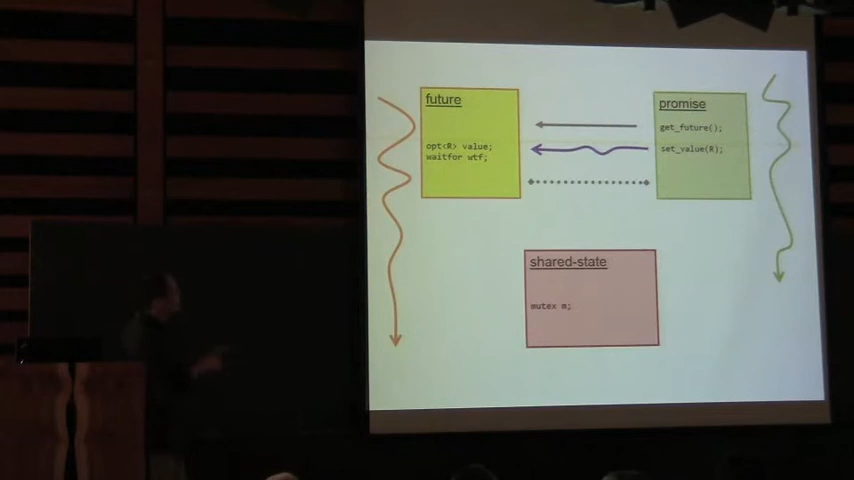 future
opt<R> value;
waitfor wtf;
promise
get_future();
set_value(R);
shared-state
mutex m;